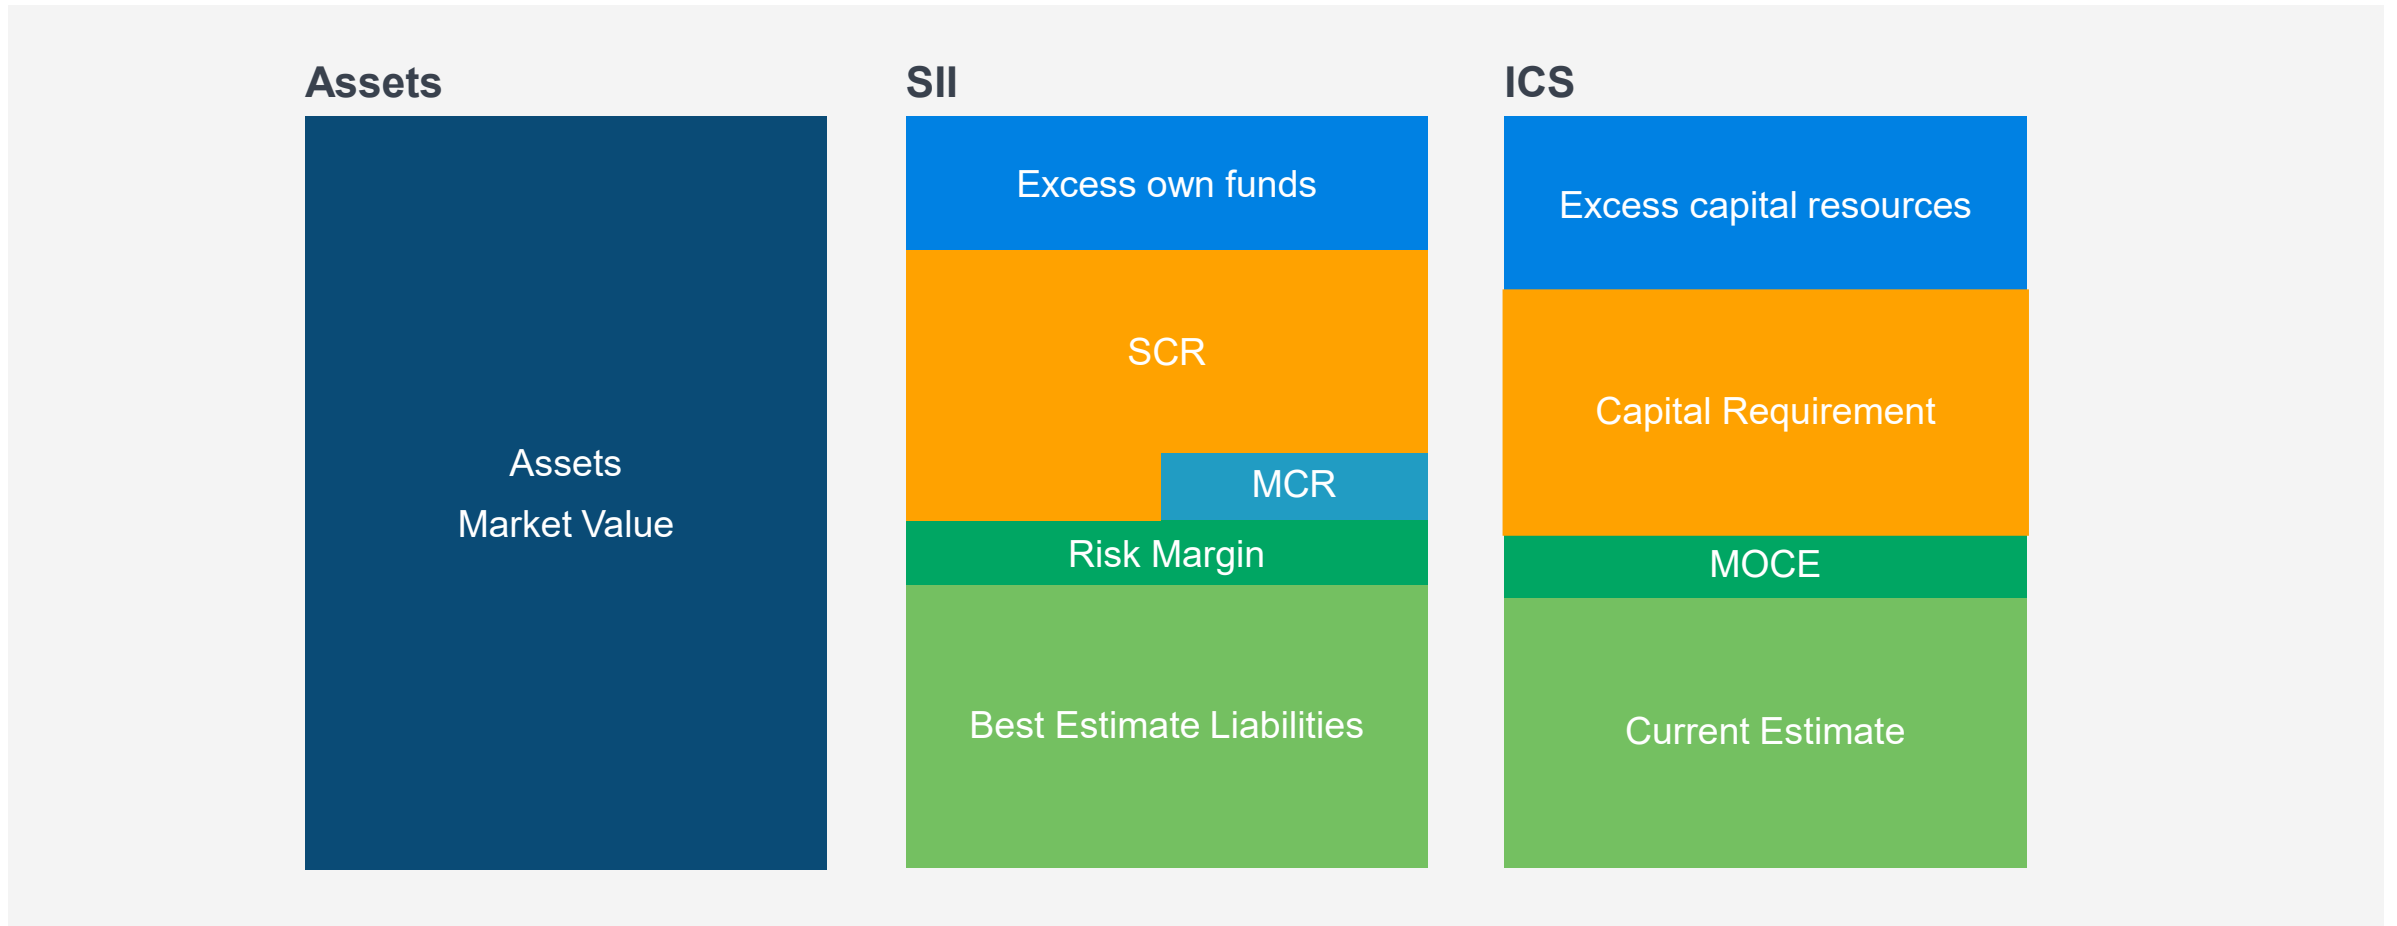 Assets
Assets
Market Value
SII
Excess own funds
SCR
MCR
Risk Margin
Best Estimate Liabilities
ICS
Excess capital resources
Capital Requirement
MOCE
Current Estimate